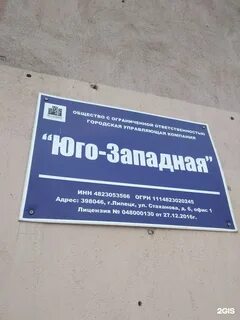 ОБЩЕСТВО С ОГРАНИЧЕННОЙ ОТВЕТСТВЕННОСТЬЮ
ГОРОДСКАЯ УПРАВЛЯЮЩАЯ КОМПАНИЯ
"Юго-Западная"
ИНН 4823053566 ОГРН 1114823020245
Адрес: 398046, г.Липецк, ул. Стаханова, д. 6, офис 1
Лицензия № 048000130 от 27.12.2016г.
2GIS